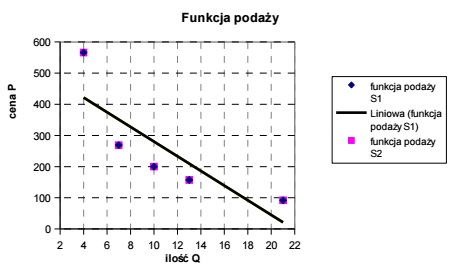 Funkcja podaży
600
500
400
300
200
100
0
cena P
2 4 6 8 10 12 14 16 18 20 22
ilość Q
funkcja podaży
S1
Liniowa (funkcja
podaży S1)
funkcja podaży
S2